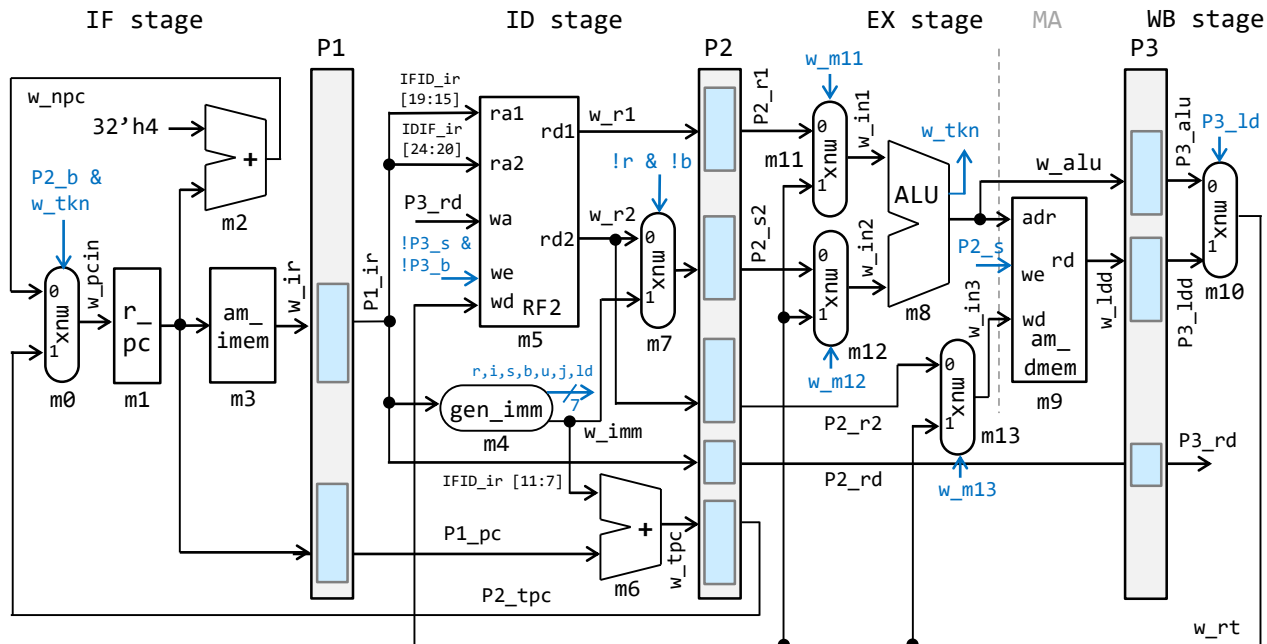 IF stage
ID stage
EX stage
MA
WB stage
P1
P2
P3
w_npc
32'h4
+
m2
P2_b &
w_tkn
w_pcin
0
mux
1
m0
r_
pc
m1
am_
imem
m3
w_ir
P1_ir
IFID_ir
[19:15]
IDIF_ir
[24:20]
P3_rd
!P3_s &
!P3_b
ra1
ra2
wa
we
wd
rd1
rd2
RF2
m5
w_r1
w_r2
!r & !b
0
mux
1
m7
r,i,s,b,u,j,ld
7
gen_imm
m4
w_imm
IFID_ir [11:7]
P1_pc
+
m6
w_tpc
P2_tpc
P2_r1
P2_s2
w_m11
0
mux
1
m11
w_in1
0
mux
1
m12
w_in2
w_m12
w_tkn
ALU
m8
P2_r2
P2_rd
0
mux
1
m13
w_m13
w_in3
w_alu
P2_s
adr
rd
we
wd
am_
dmem
m9
w_ldd
P3_alu
P3_ldd
P3_ld
0
mux
1
m10
P3_rd
w_rt